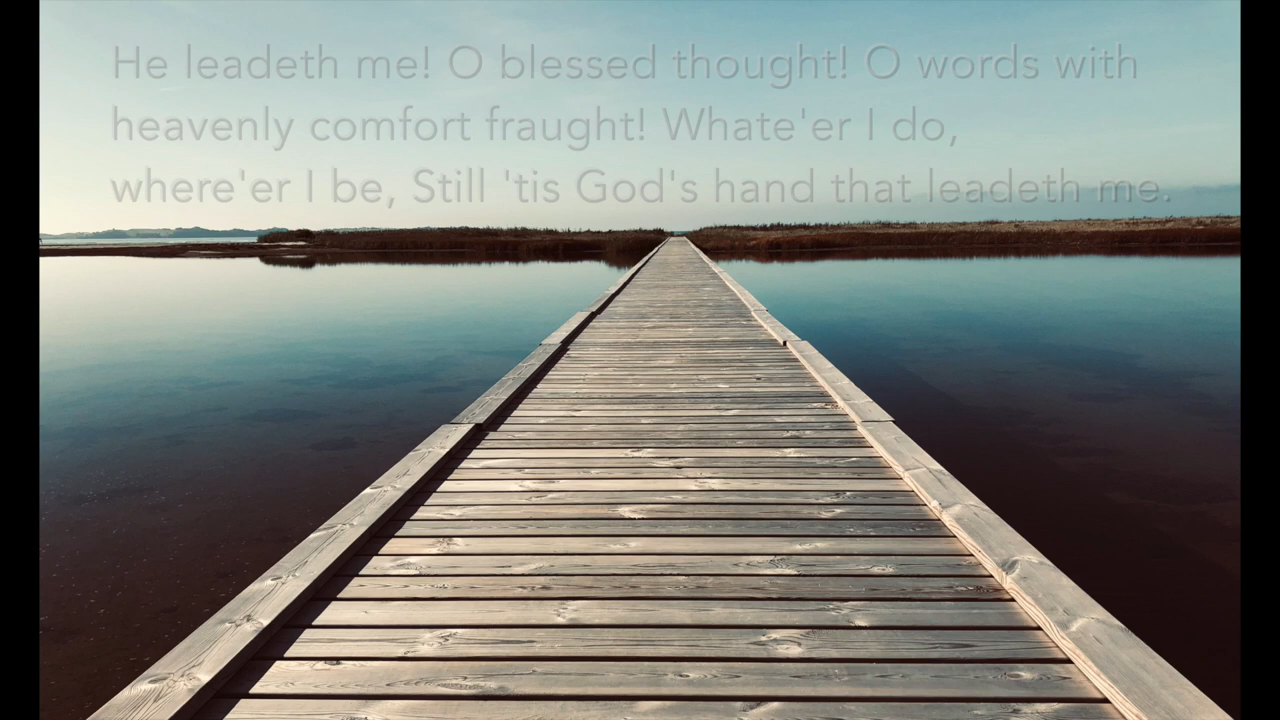 He leadeth me! O blessed thought! O words with
heavenly comfort fraught! Whate'er I do,
where'er I be, Still 'tis God's hand that leadeth me.